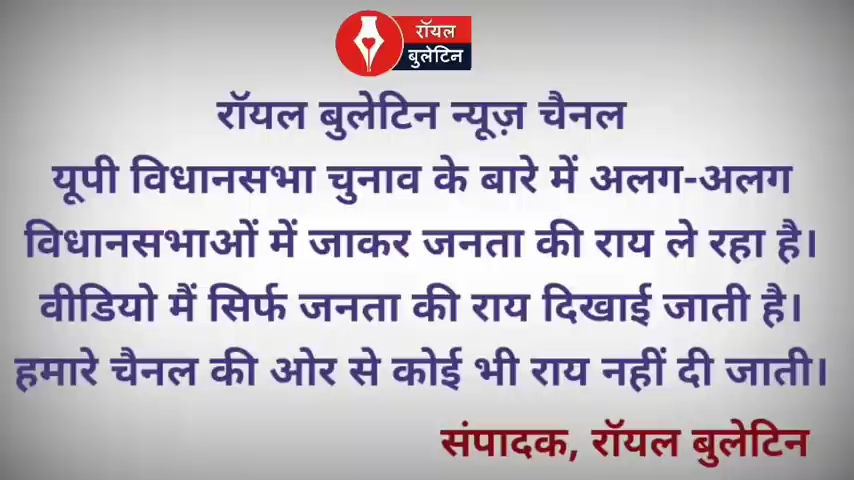 रॉयल
बुलेटिन
रॉयल बुलेटिन न्यूज़ चैनल
यूपी विधानसभा चुनाव के बारे में अलग-अलग
विधानसभाओं में जाकर जनता की राय ले रहा है।
वीडियो मैं सिर्फ जनता की राय दिखाई जाती है।
हमारे चैनल की ओर से कोई भी राय नहीं दी जाती।
संपादक, रॉयल बुलेटिन